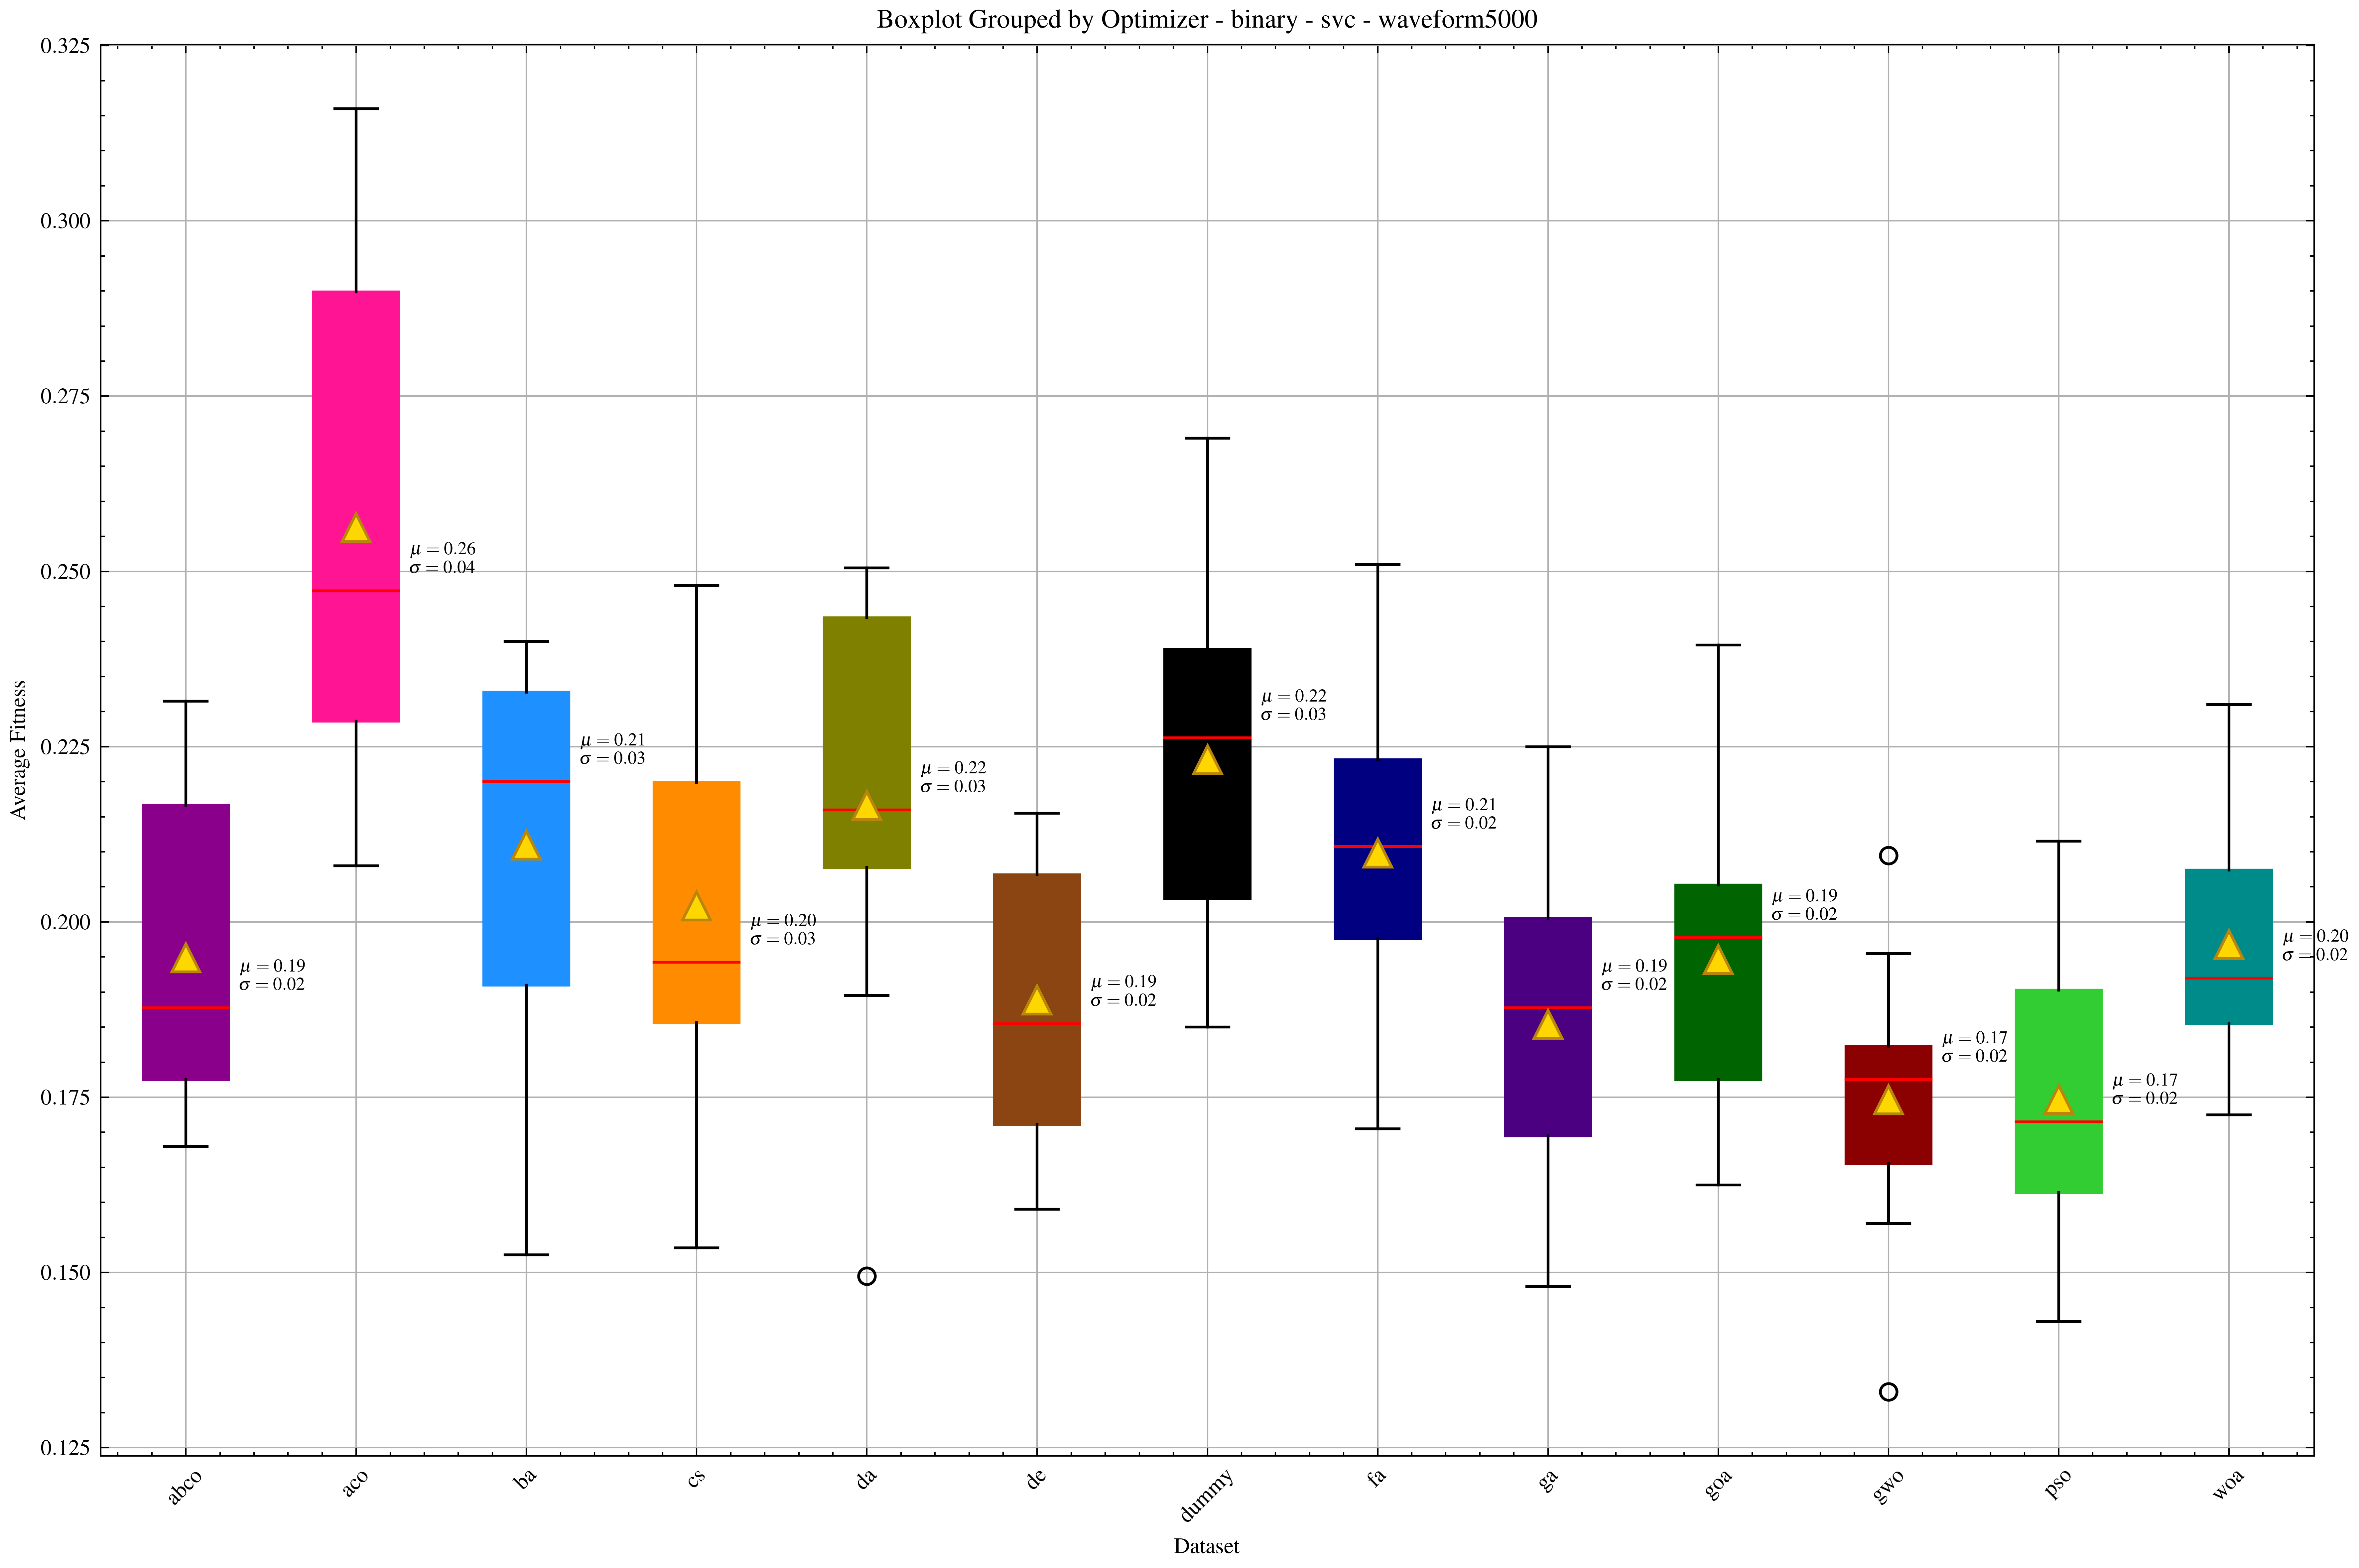 Boxplot Grouped by Optimizer - binary - svc - waveform5000
Average Fitness
0.325
0.300
0.275
0.250
0.225
0.200
0.175
0.150
0.125
μ = 0.19
σ = 0.02
μ = 0.26
σ = 0.04
μ = 0.21
σ = 0.03
μ = 0.20
σ = 0.03
μ = 0.22
σ = 0.03
μ = 0.19
σ = 0.02
μ = 0.22
σ = 0.03
μ = 0.21
σ = 0.02
μ = 0.19
σ = 0.02
μ = 0.19
σ = 0.02
μ = 0.17
σ = 0.02
μ = 0.17
σ = 0.02
μ = 0.20
σ = 0.02
abco
aco
ba
cs
da
de
dummy
fa
ga
goa
gwo
pso
woa
Dataset